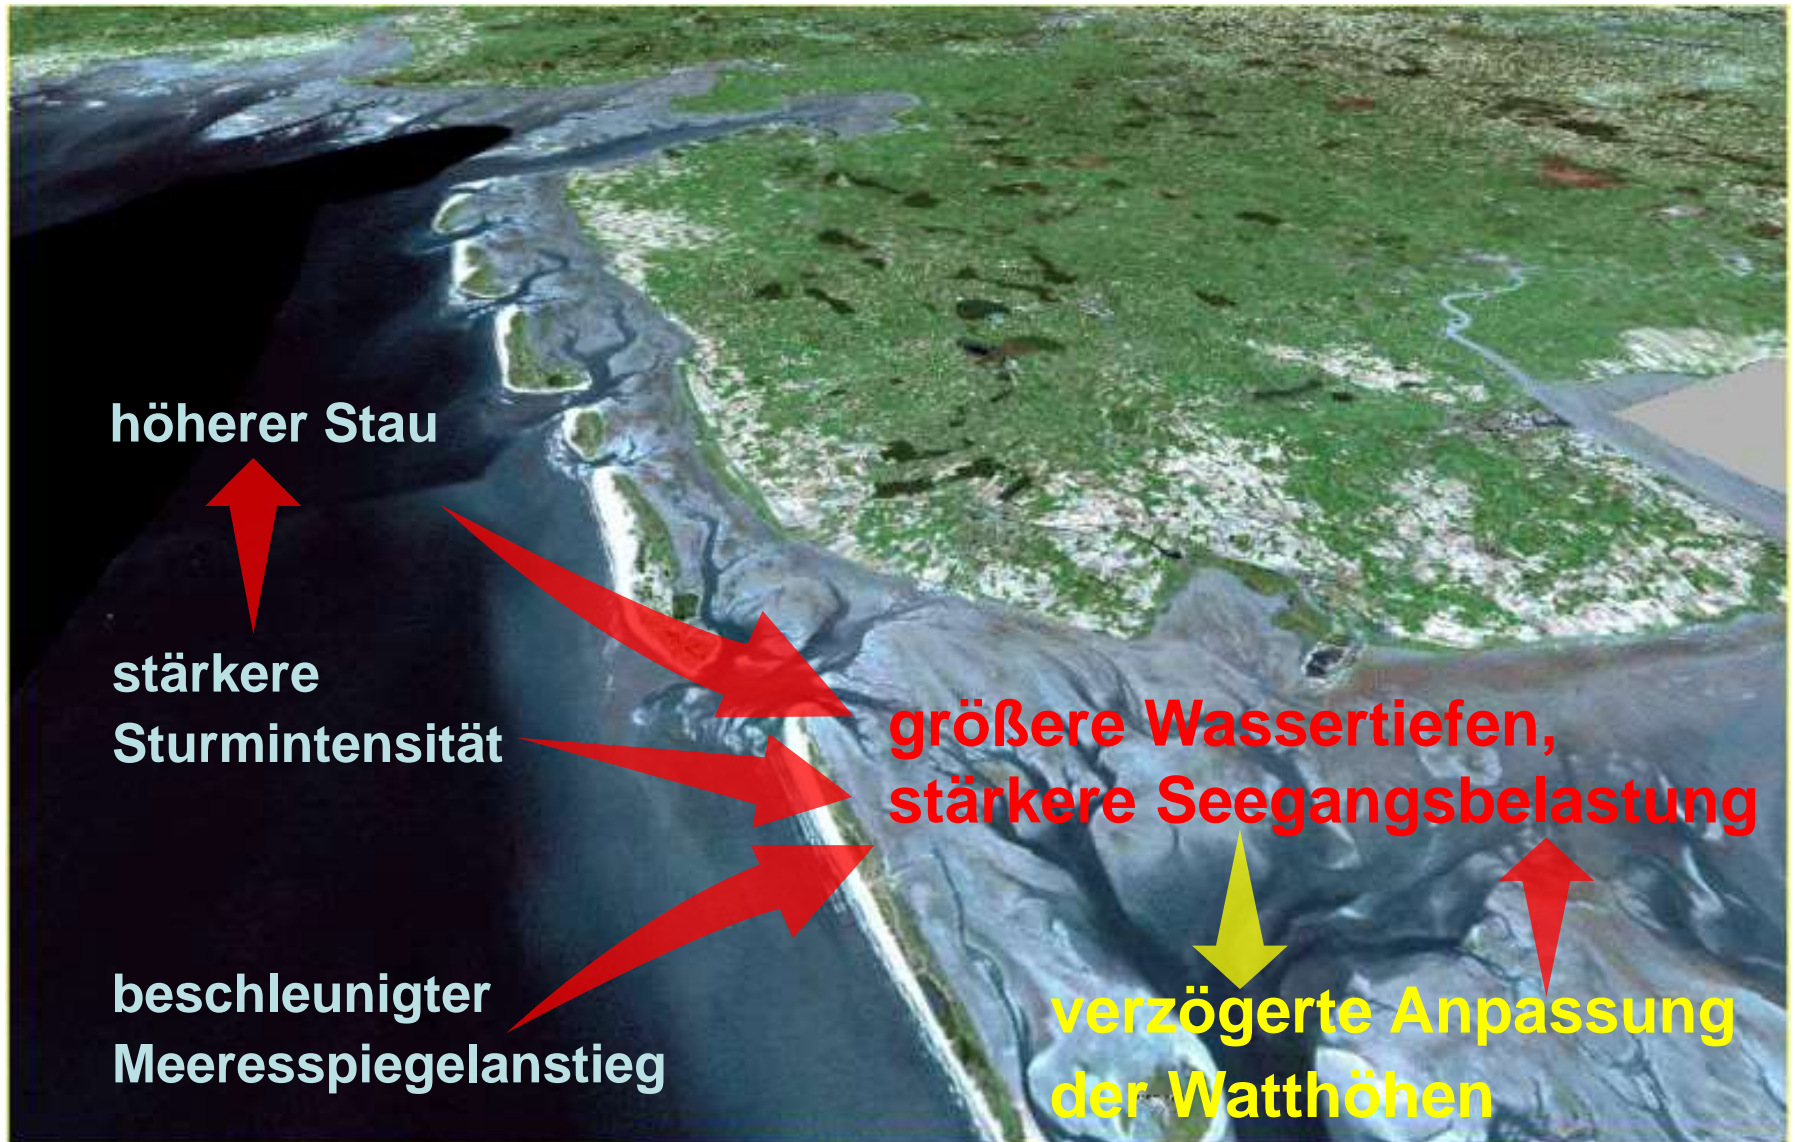 höherer Stau
stärkere
Sturmintensität
größere Wassertiefen,
stärkere Seegangsbelastung
beschleunigter
Meeresspiegelanstieg
verzögerte Anpassung
der Watthöhen